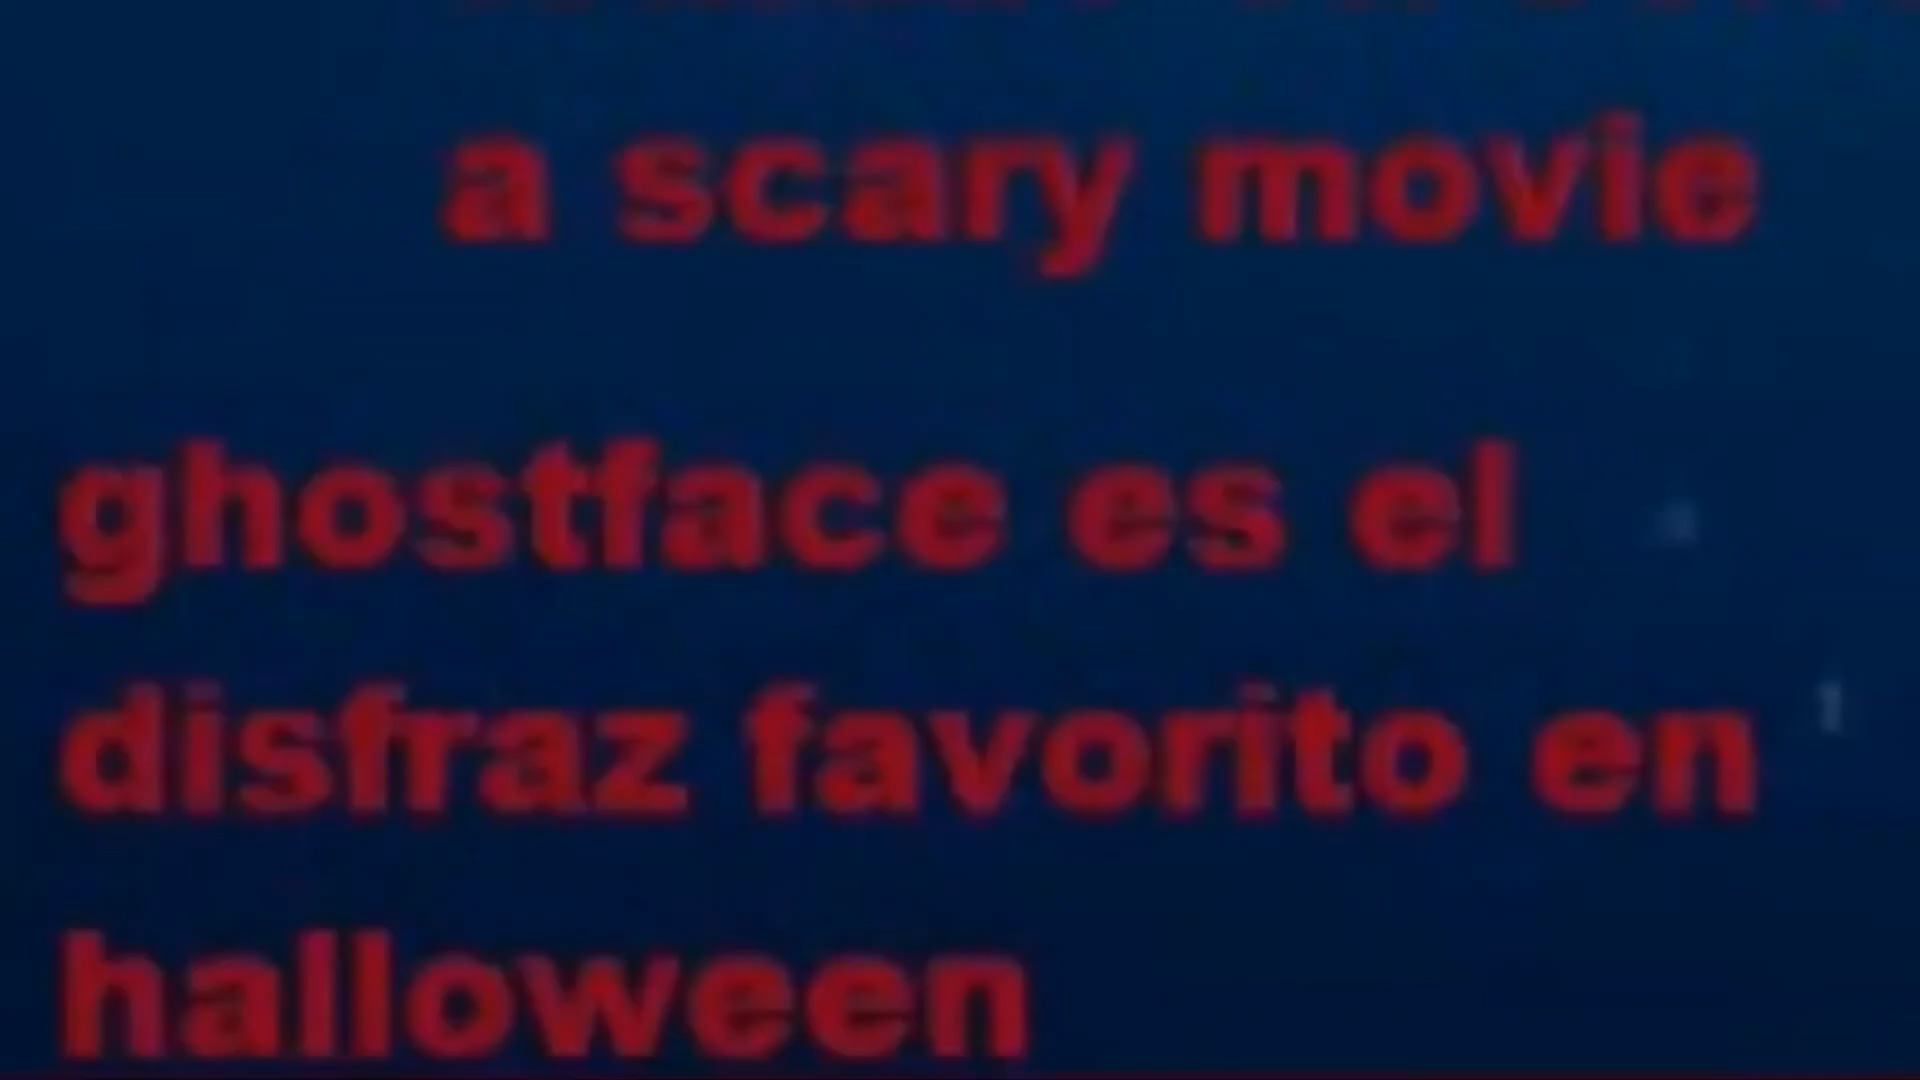 a scary movie
ghostface es el
disfraz favorito en
halloween